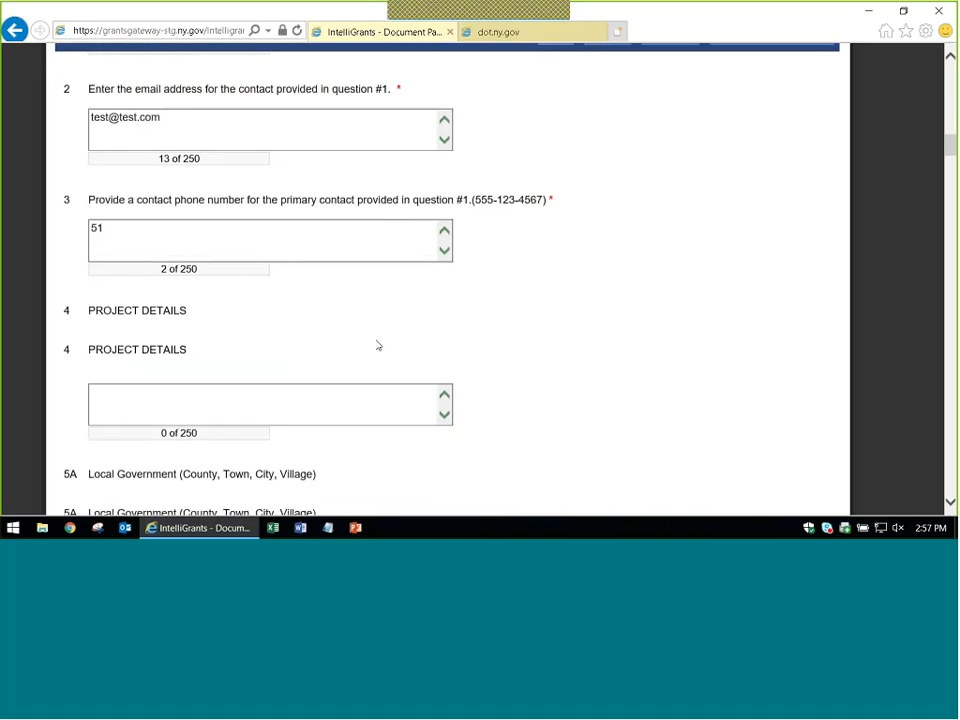 https://grantsgateway-stg.ny.gov/Intelligrai
IntelliGrants - Document Pa...
dot.ny.gov
2 Enter the email address for the contact provided in question #1. *
test@test.com
13 of 250
3 Provide a contact phone number for the primary contact provided in question #1.(555-123-4567) *
51
2 of 250
4 PROJECT DETAILS
4 PROJECT DETAILS
0 of 250
5A Local Government (County, Town, City, Village)
5A Local Government (County, Town, City, Village)
IntelliGrants - Docum...
2:57 PM